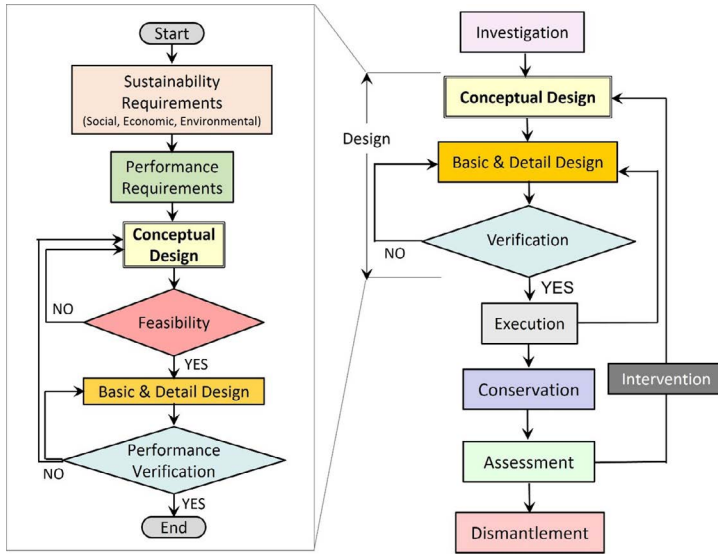 Start
Sustainability
Requirements
(Social, Economic, Environmental)
Performance
Requirements
Conceptual
Design
NO
Feasibility
YES
Basic & Detail Design
Performance
Verification
NO
YES
End
Investigation
Conceptual Design
Design
Basic & Detail Design
Verification
NO
YES
Execution
Intervention
Conservation
Assessment
Dismantlement